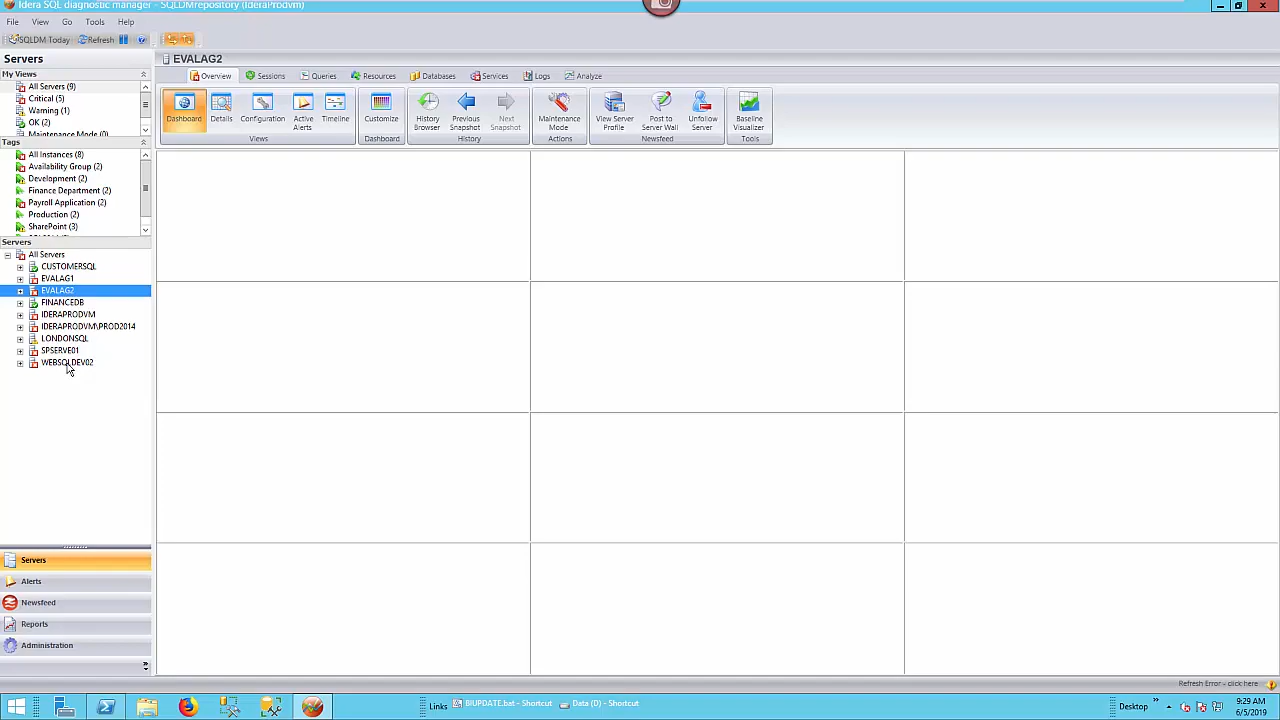 Idera SQL diagnostic manager - SQLDMrepository (IderaProdvm)
File View Go Tools Help
SQLDM Today Refresh
Servers
EVALAG2
My Views
All Servers (9)
Critical (5)
Warning (1)
OK (2)
Maintenance Mode (0)
Overview Sessions Queries Resources Databases Services Logs Analyze
Dashboard Details Configuration Active Alerts Timeline
Views
Customize
Dashboard
History Browser Previous Snapshot Next Snapshot
History
Maintenance Mode
Actions
View Server Profile Post to Server Wall Unfollow Server
Newsfeed
Baseline Visualizer
Tools
Tags
All Instances (8)
Availability Group (2)
Development (2)
Finance Department (2)
Payroll Application (2)
Production (2)
SharePoint (3)
Servers
All Servers
CUSTOMERSQL
EVALAG1
EVALAG2
FINANCEDB
IDERAPRODVM
IDERAPRODVM\PROD2014
LONDONSQL
SPSERVE01
WEBSQLDEV02
Servers
Alerts
Newsfeed
Reports
Administration
Refresh Error - click here
Links BIUPDATE.bat - Shortcut Data (D) - Shortcut
Desktop
9:29 AM
6/5/2019